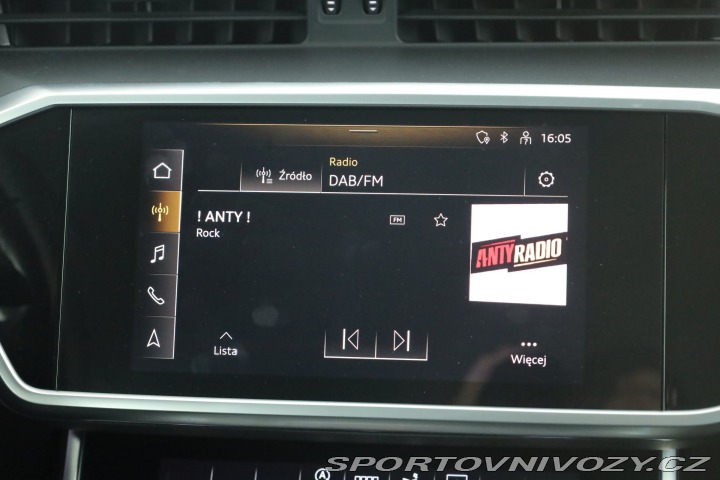 16:05
Radio
Źródło
DAB/FM
! ANTY !
FM
Rock
ANTYRADIO
Lista
Więcej
A
SPORTOVNIVOZY.CZ